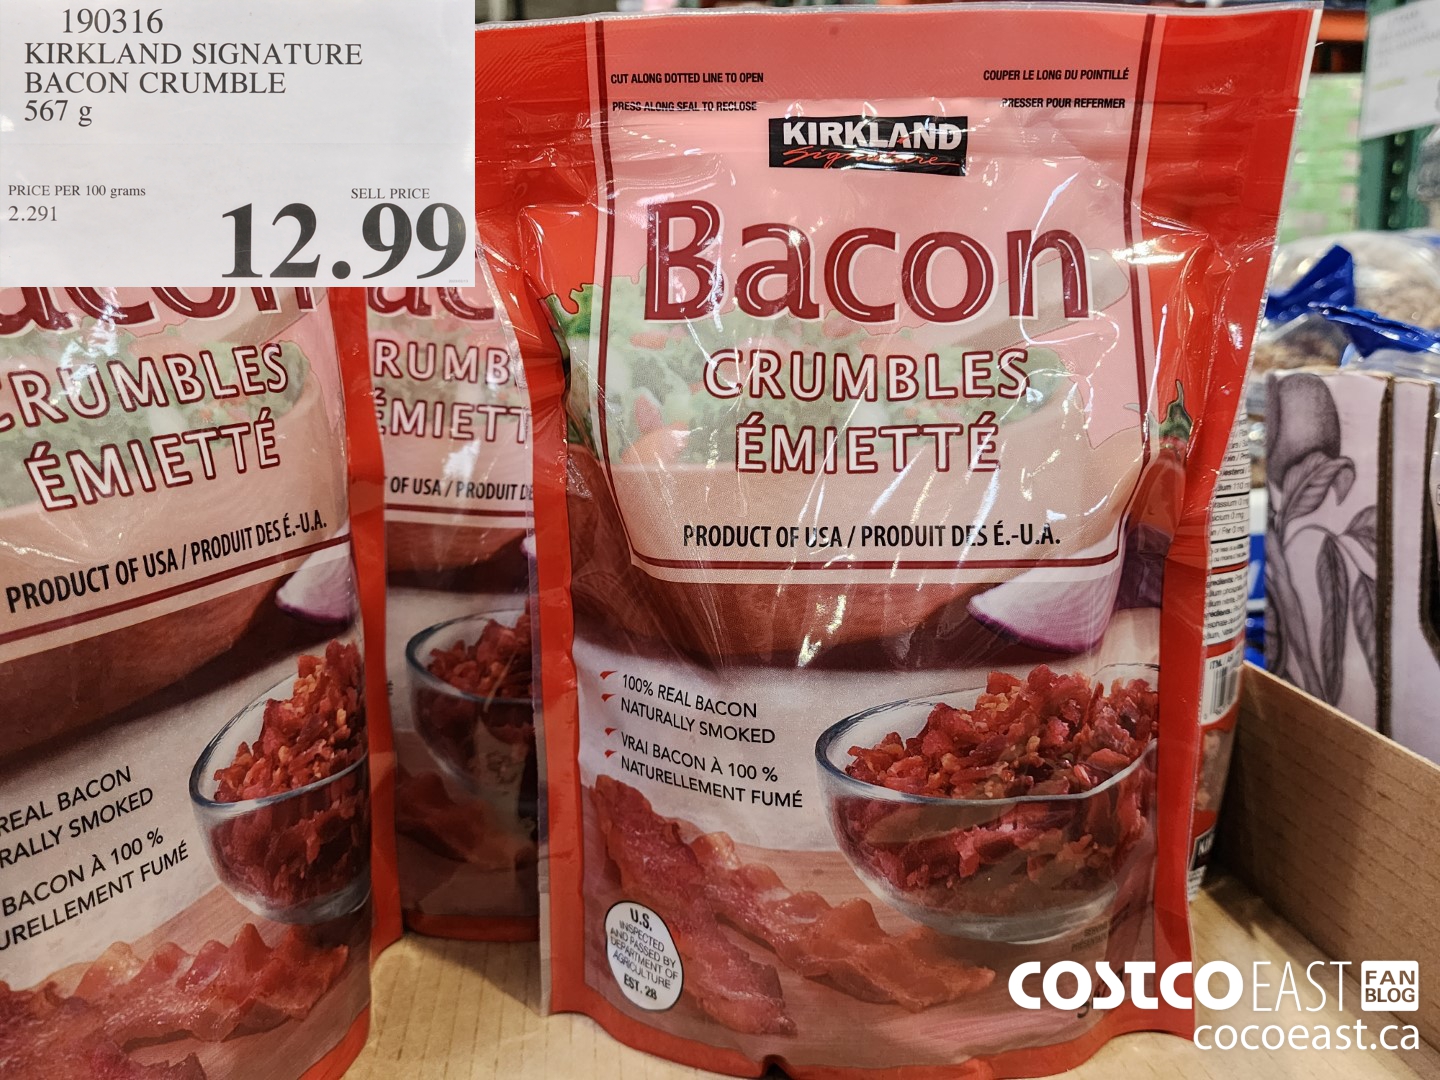 190316
KIRKLAND SIGNATURE
BACON CRUMBLE
567 g
PRICE PER 100 grams
2.291
SELL PRICE
12.99
CUT ALONG DOTTED LINE TO OPEN
PRESS ALONG SEAL TO RECLOSE
COUPER LE LONG DU POINTILLÉ
PRESSER POUR REFERMER
KIRKLAND
Signature
Bacon
CRUMBLES
ÉMIETTÉ
PRODUCT OF USA / PRODUIT DES É.-U.A.
100% REAL BACON
NATURALLY SMOKED
VRAI BACON À 100 %
NATURELLEMENT FUMÉ
U.S.
INSPECTED
AND PASSED BY
DEPARTMENT OF
AGRICULTURE
EST. 28
CRUMBLES
ÉMIETTÉ
PRODUCT OF USA / PRODUIT DES É.-U.A.
REAL BACON
RALLY SMOKED
BACON À 100 %
URELLEMENT FUMÉ
RUMB
ÉMIETT
OF USA / PRODUIT DE
COSTCO EAST FAN BLOG
cocoeast.ca